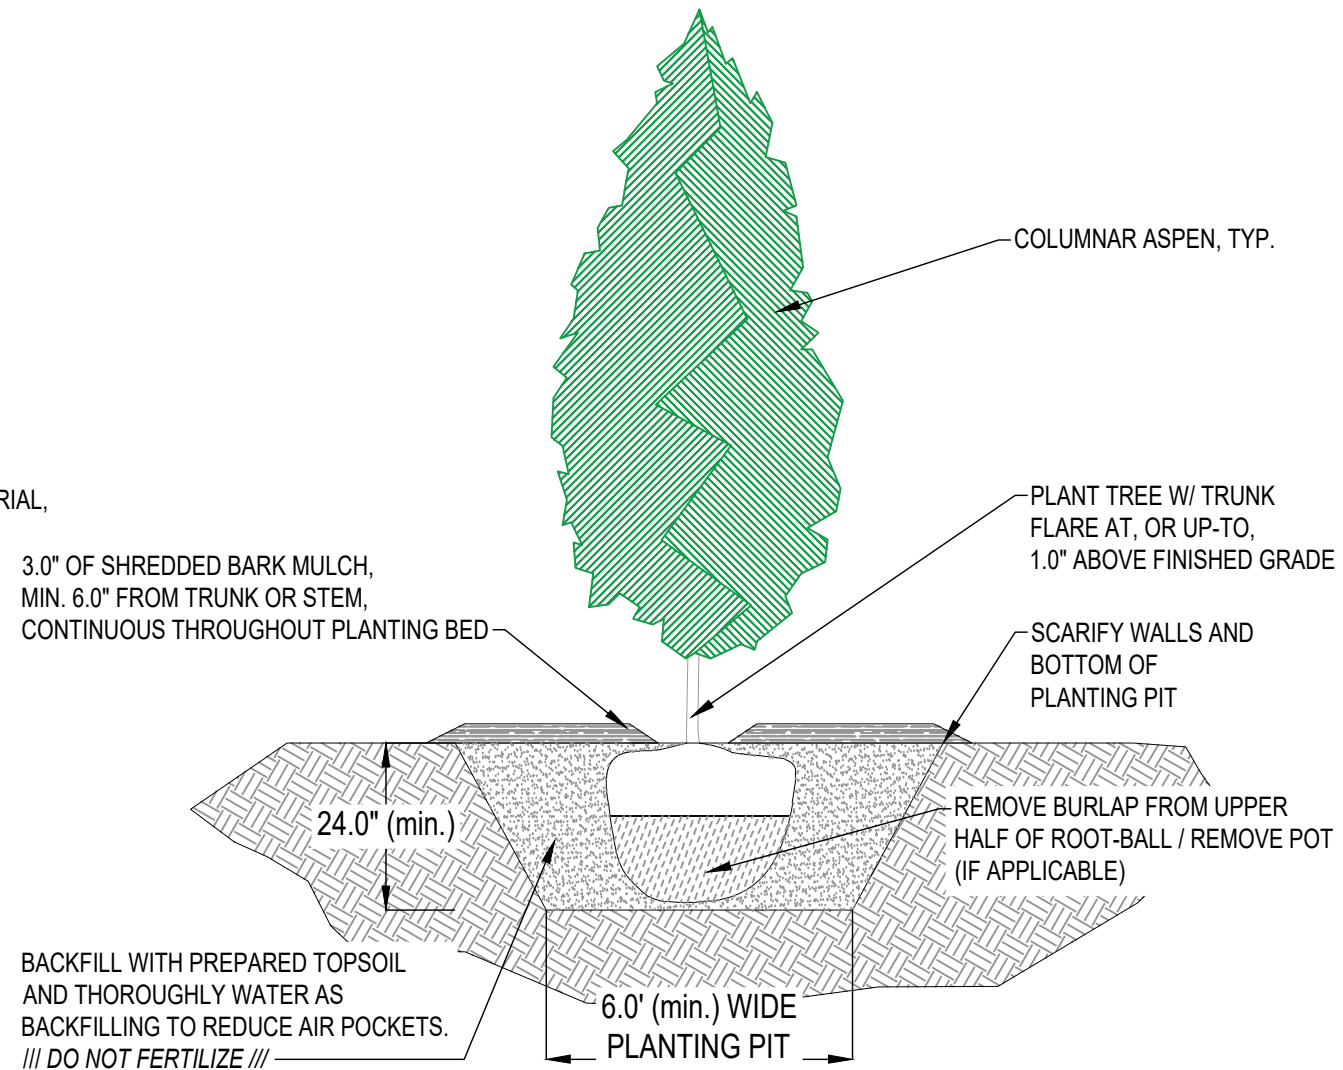 COLUMNAR ASPEN, TYP.
RIAL,
PLANT TREE W/ TRUNK
FLARE AT, OR UP-TO,
1.0" ABOVE FINISHED GRADE
3.0" OF SHREDDED BARK MULCH,
MIN. 6.0" FROM TRUNK OR STEM,
CONTINUOUS THROUGHOUT PLANTING BED
SCARIFY WALLS AND
BOTTOM OF
PLANTING PIT
24.0" (min.)
REMOVE BURLAP FROM UPPER
HALF OF ROOT-BALL / REMOVE POT
(IF APPLICABLE)
BACKFILL WITH PREPARED TOPSOIL
AND THOROUGHLY WATER AS
BACKFILLING TO REDUCE AIR POCKETS.
/// DO NOT FERTILIZE ///
6.0' (min.) WIDE
PLANTING PIT